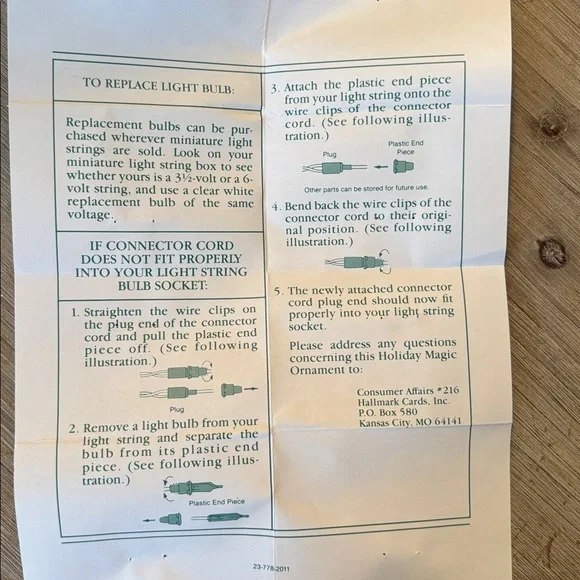 TO REPLACE LIGHT BULB:
Replacement bulbs can be pur-
chased wherever miniature light
strings are sold. Look on your
miniature light string box to see
whether yours is a 3½-volt or a 6-
volt string, and use a clear white
replacement bulb of the same
voltage.
IF CONNECTOR CORD
DOES NOT FIT PROPERLY
INTO YOUR LIGHT STRING
BULB SOCKET:
1. Straighten the wire clips on
the plug end of the connector
cord and pull the plastic end
piece off. (See following
illustration.)
Plug
2. Remove a light bulb from your
light string and separate the
bulb from its plastic end
piece. (See following illus-
tration.)
Plastic End Piece
3. Attach the plastic end piece
from your light string onto the
wire clips of the connector
cord. (See following illus-
tration.)
Plug
Plastic End
Piece
Other parts can be stored for future use.
4. Bend back the wire clips of the
connector cord to their origi-
nal position. (See following
illustration.)
5. The newly attached connector
cord plug end should now fit
properly into your light string
socket.
Please address any questions
concerning this Holiday Magic
Ornament to:
Consumer Affairs #216
Hallmark Cards, Inc.
P.O. Box 580
Kansas City, MO 64141
23-778-2011